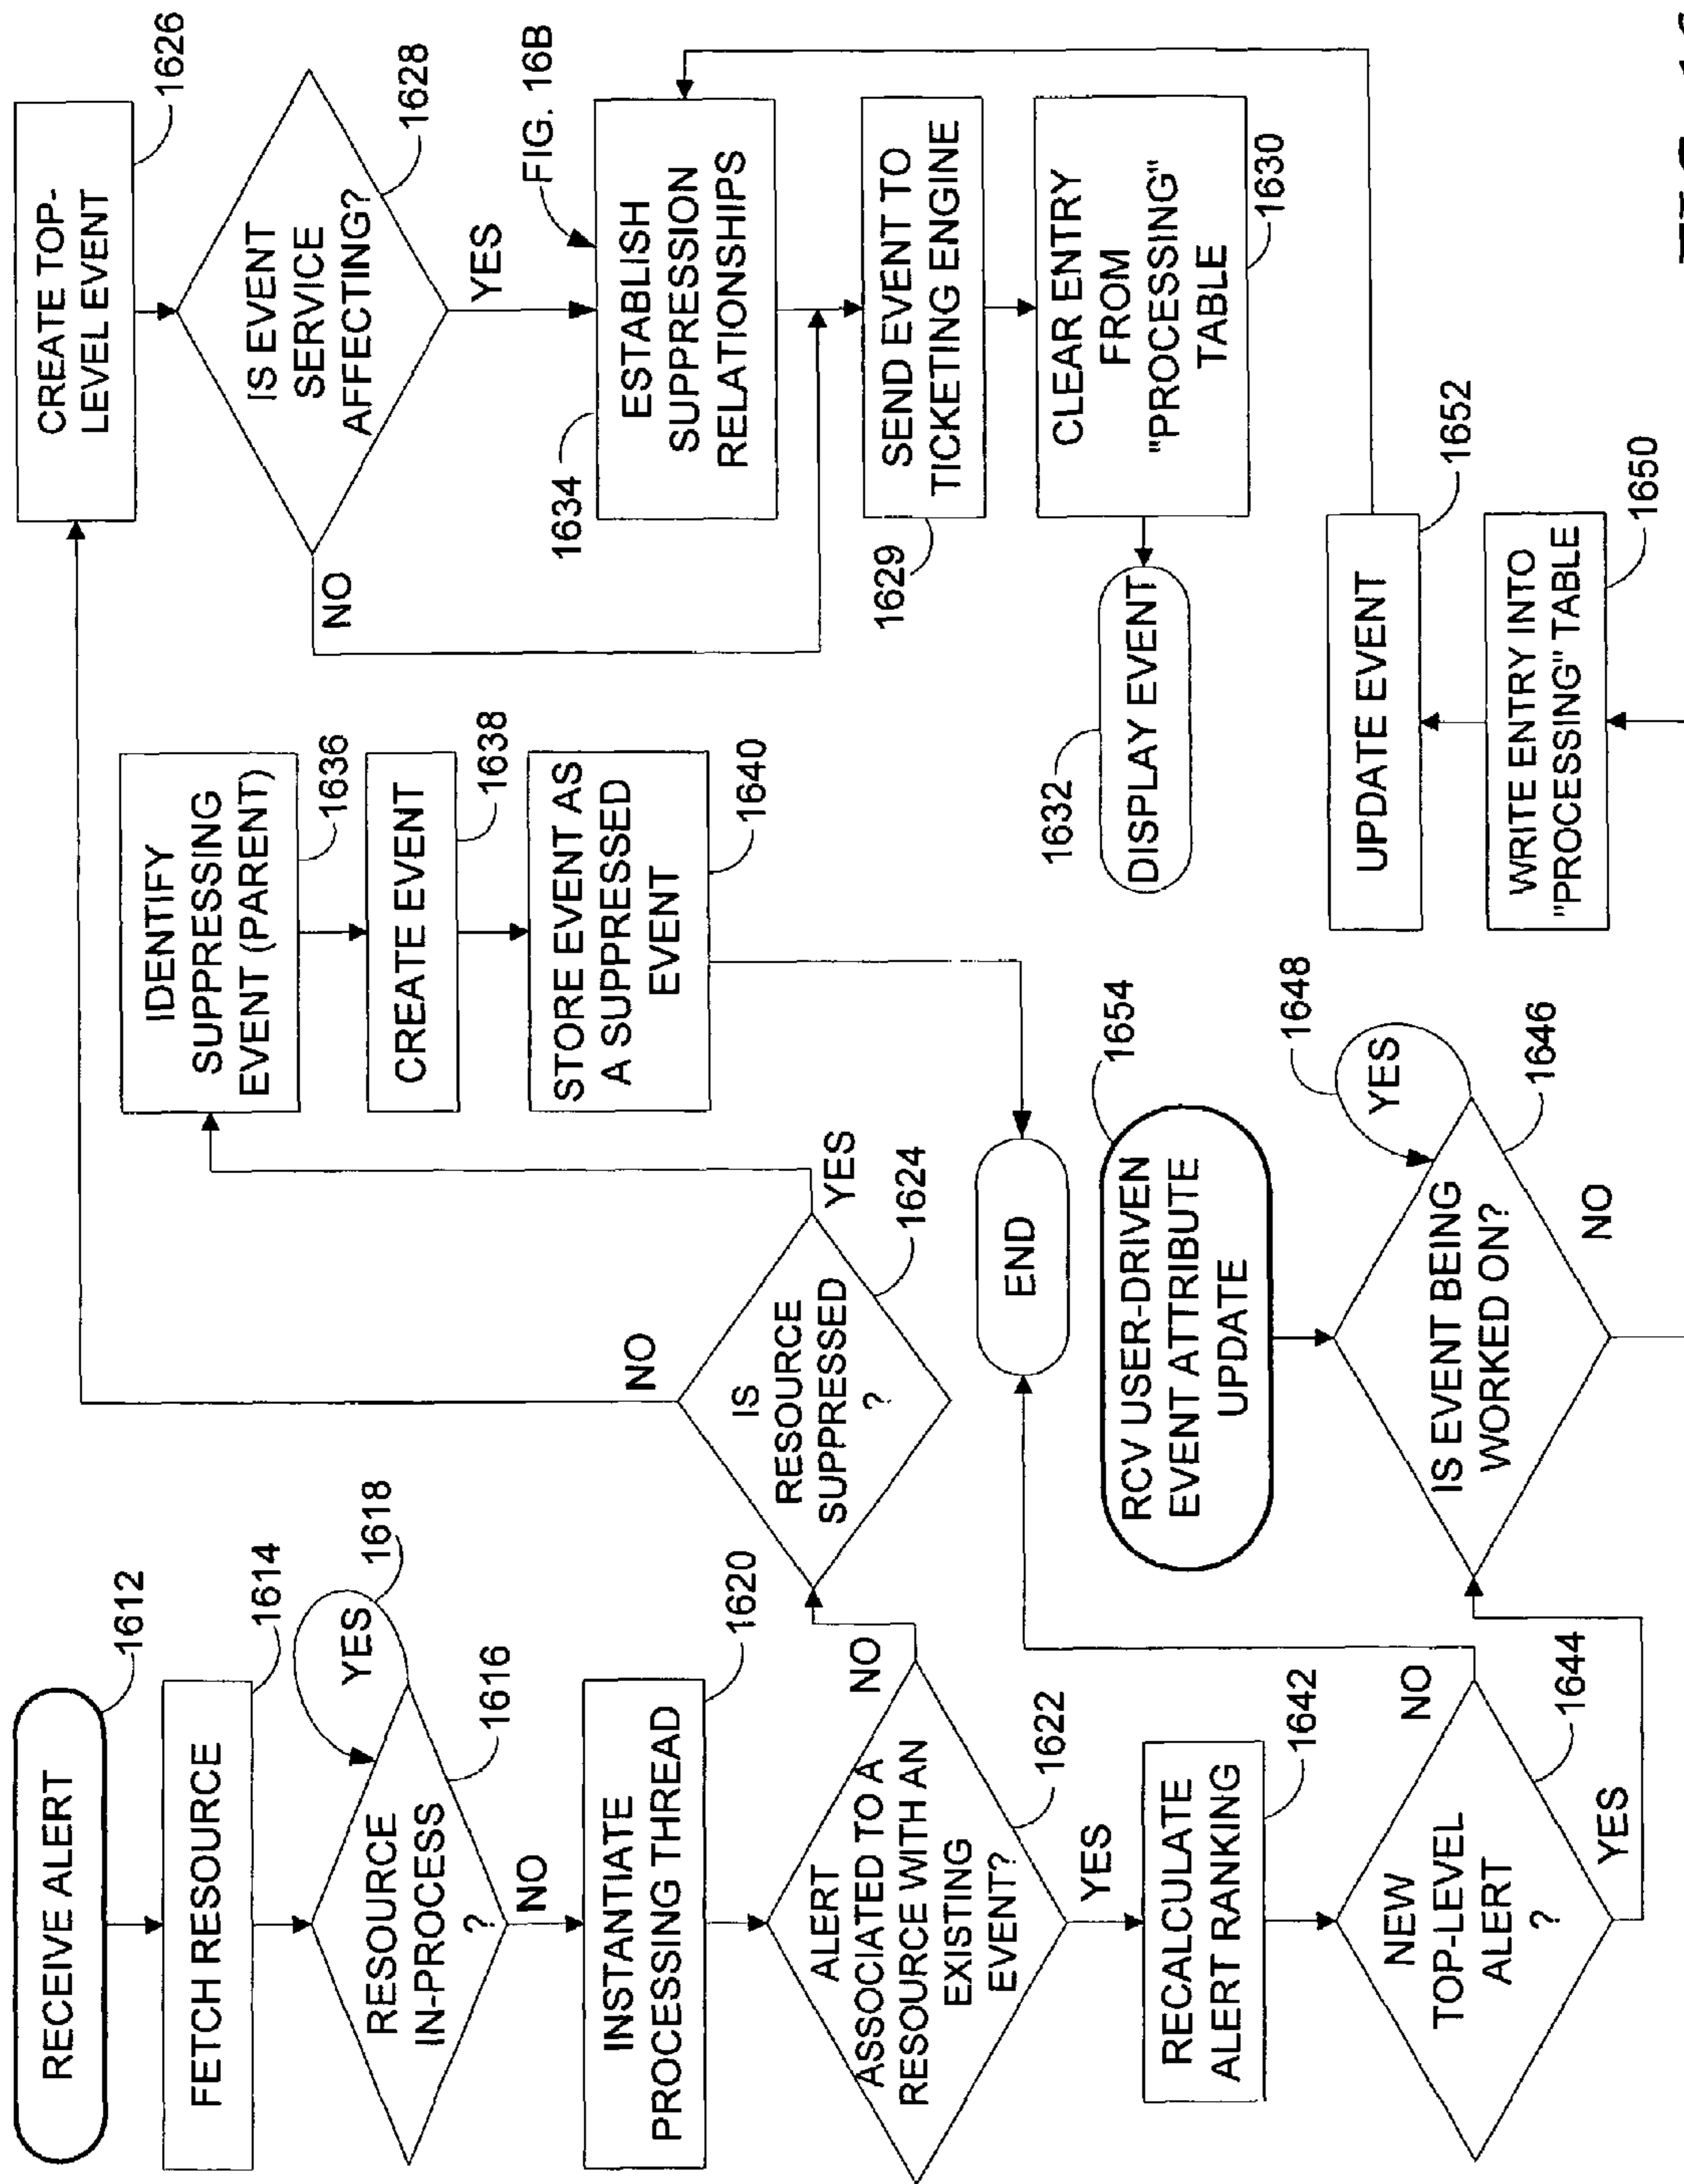 RECEIVE ALERT
1612
FETCH RESOURCE
1614
YES
1618
RESOURCE
IN-PROCESS
?
1616
NO
INSTANTIATE
PROCESSING THREAD
1620
ALERT
ASSOCIATED TO A
RESOURCE WITH AN
EXISTING
EVENT?
NO
1622
YES
RECALCULATE
ALERT RANKING
1642
NEW
TOP-LEVEL
ALERT
?
NO
1644
YES
NO
IS
RESOURCE
SUPPRESSED
?
YES
1624
IDENTIFY
SUPPRESSING
EVENT (PARENT)
1636
CREATE EVENT
1638
STORE EVENT AS
A SUPPRESSED
EVENT
1640
END
RCV USER-DRIVEN
EVENT ATTRIBUTE
UPDATE
1654
YES
1648
IS EVENT BEING
WORKED ON?
1646
NO
CREATE TOP-
LEVEL EVENT
1626
IS EVENT
SERVICE
AFFECTING?
1628
NO
YES
FIG. 16B
1634
ESTABLISH
SUPPRESSION
RELATIONSHIPS
SEND EVENT TO
TICKETING ENGINE
1629
CLEAR ENTRY
FROM
"PROCESSING"
TABLE
1630
1632
DISPLAY EVENT
UPDATE EVENT
1652
WRITE ENTRY INTO
"PROCESSING" TABLE
1650